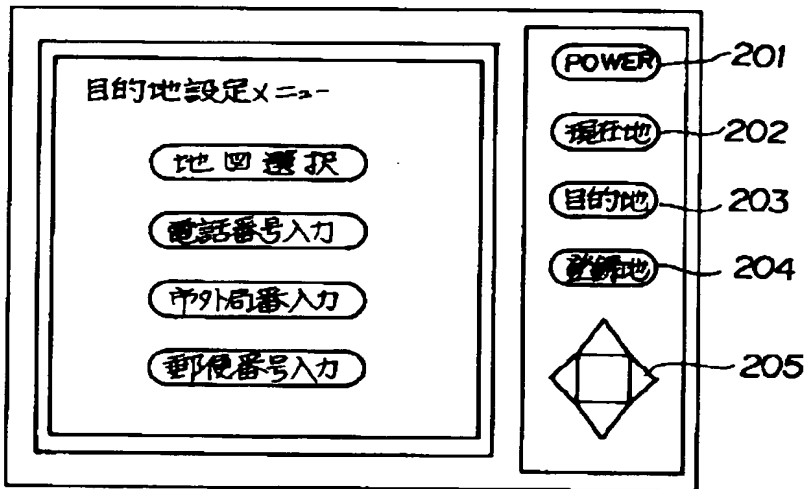 目的地設定メニュー
地図選択
電話番号入力
市外局番入力
郵便番号入力
POWER 201
現在地 202
目的地 203
登録地 204
205